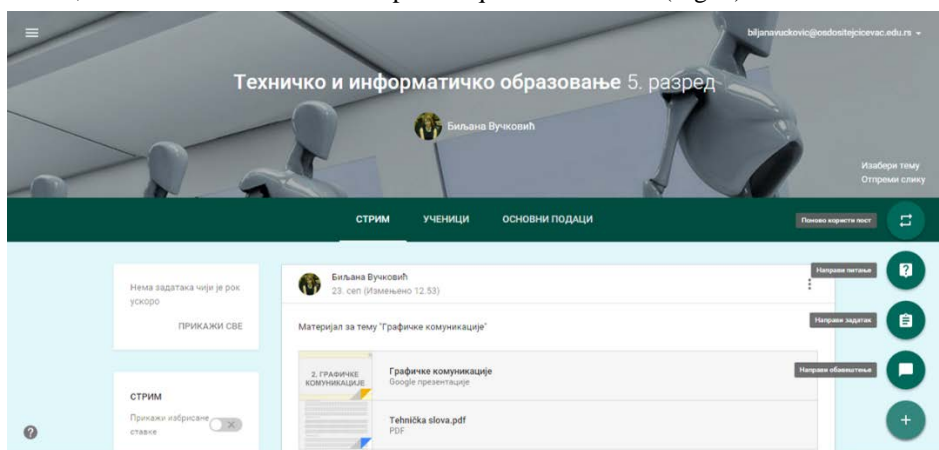 biljanavuckovic@osdositejcicevac.edu.rs
Техничко и информатичко образовање 5. разред
Биљана Вучковић
Изабери тему
Отпреми слику
СТРИМ УЧЕНИЦИ ОСНОВНИ ПОДАЦИ
Поново користи пост
Нема задатака чији је рок
ускоро
ПРИКАЖИ СВЕ
СТРИМ
Прикажи избрисане
ставке
Биљана Вучковић
23. сеп (Измењено 12.53)
Материјал за тему "Графичке комуникације"
2. ГРАФИЧКЕ
КОМУНИКАЦИЈЕ
Графичке комуникације
Google презентације
Tehnička slova.pdf
PDF
Направи питање
Направи задатак
Направи обавештење